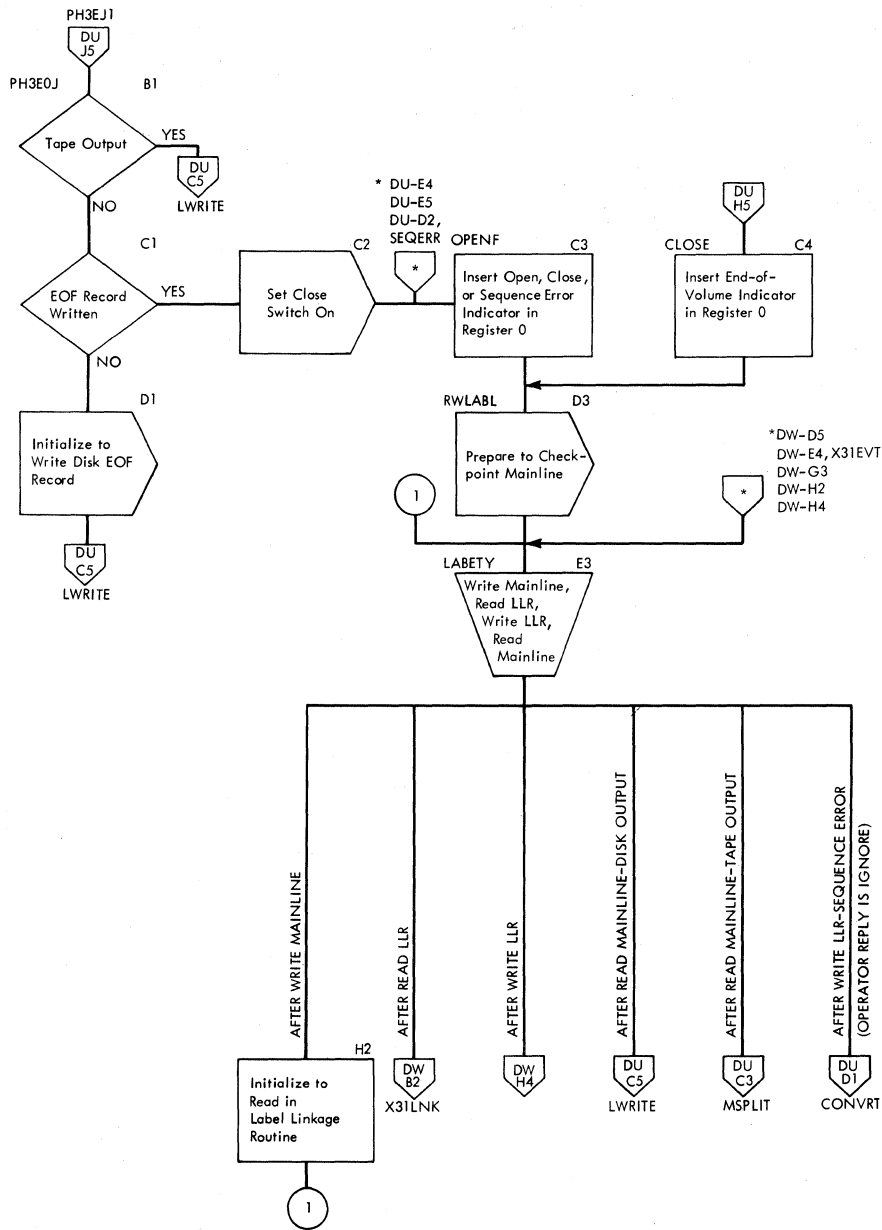 PH3EJ1
DU
J5
PH3E0J
B1
Tape Output
YES
DU
C5
LWRITE
NO
C1
EOF Record
Written
YES
NO
C2
Set Close
Switch On
* DU-E4
DU-E5
DU-D2,
SEQERR
*
OPENF
C3
Insert Open, Close,
or Sequence Error
Indicator in
Register 0
DU
H5
CLOSE
C4
Insert End-of-
Volume Indicator
in Register 0
D1
Initialize to
Write Disk EOF
Record
DU
C5
LWRITE
RWLABL
D3
Prepare to Check-
point Mainline
1
*DW-D5
DW-E4, X31EVT
DW-G3
DW-H2
DW-H4
*
LABETY
E3
Write Mainline,
Read LLR,
Write LLR,
Read
Mainline
AFTER WRITE MAINLINE
AFTER READ LLR
AFTER WRITE LLR
AFTER READ MAINLINE-DISK OUTPUT
AFTER READ MAINLINE-TAPE OUTPUT
AFTER WRITE LLR-SEQUENCE ERROR
(OPERATOR REPLY IS IGNORE)
H2
Initialize to
Read in
Label Linkage
Routine
1
DW
B2
X31LNK
DW
H4
DU
C5
LWRITE
DU
C3
MSPLIT
DU
D1
CONVRT